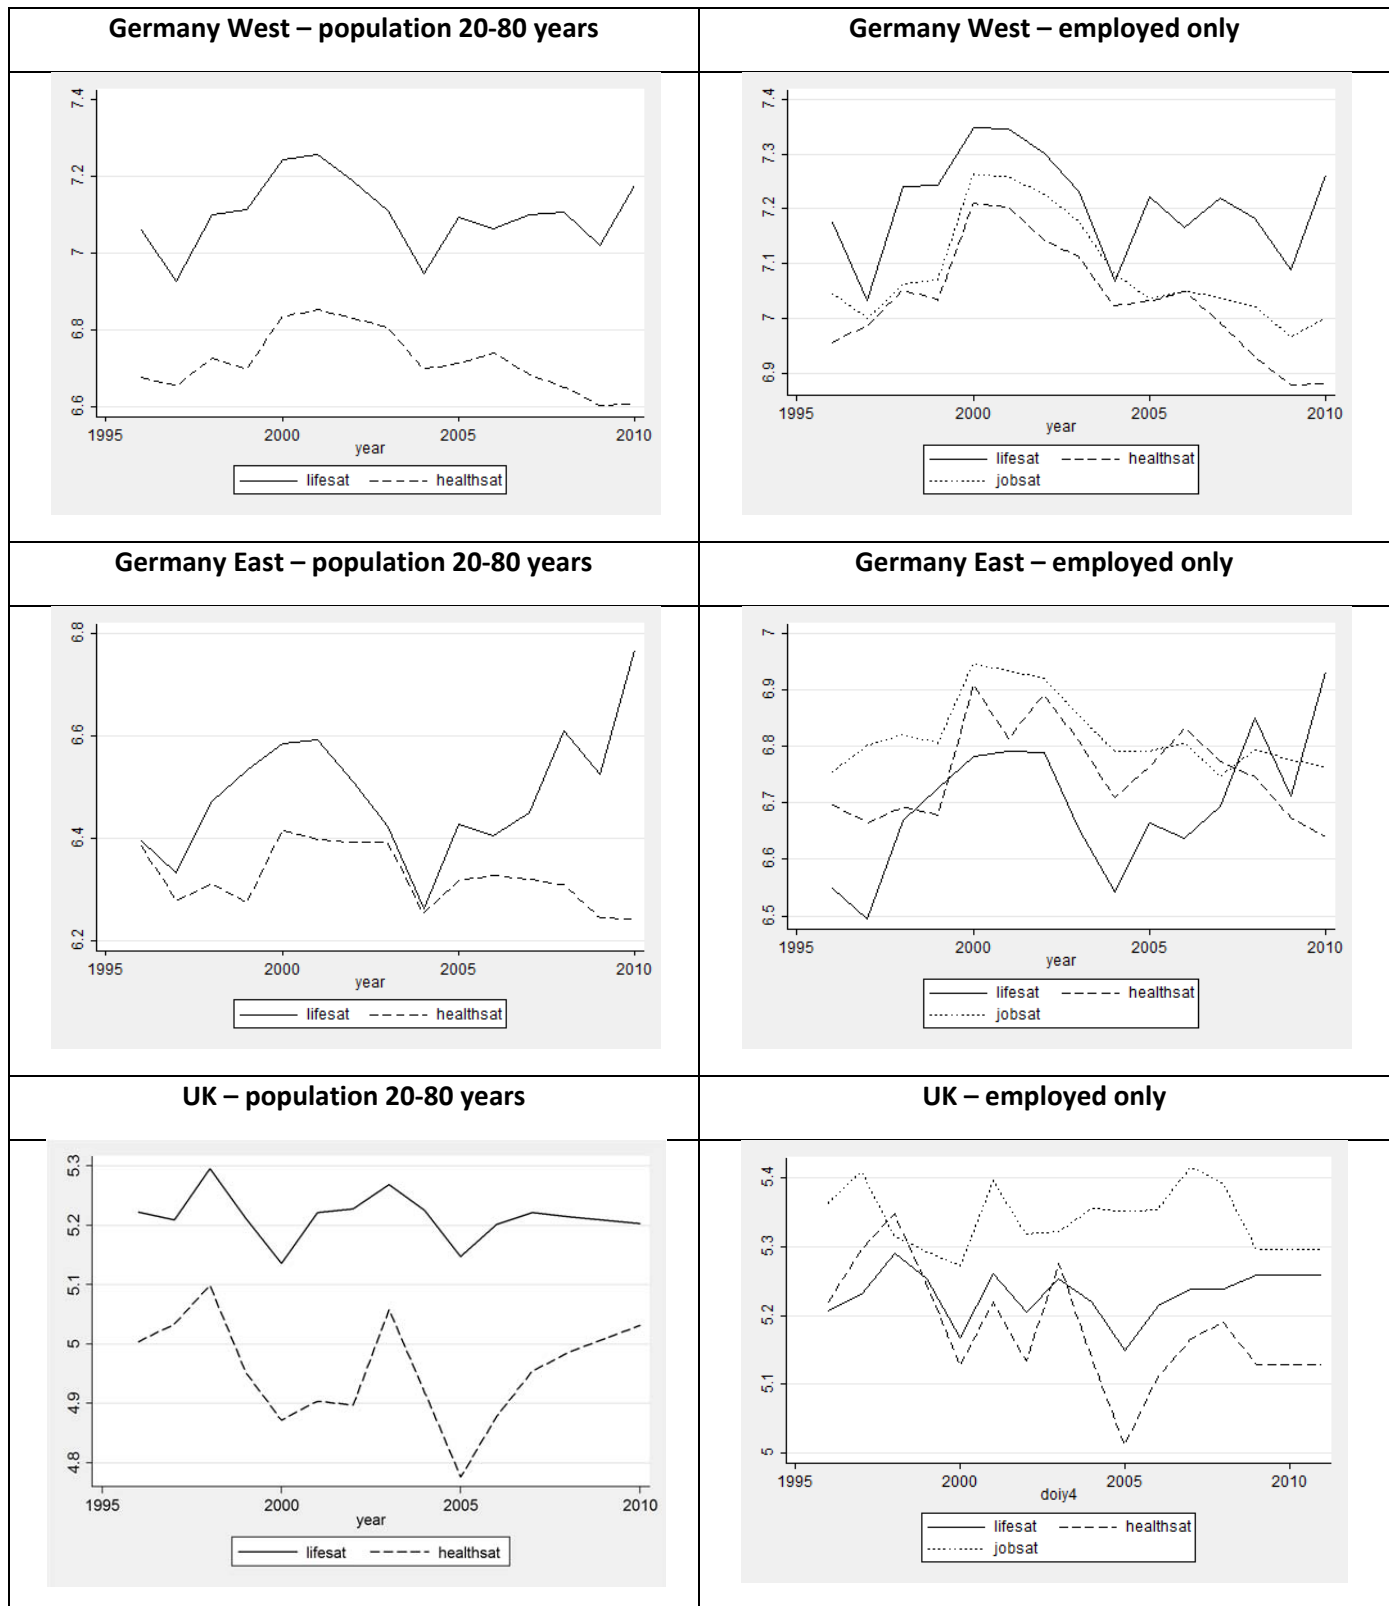 Germany West – population 20-80 years
Germany West – employed only
7.4
7.2
7
6.8
6.6
1995
2000
2005
2010
year
lifesat
healthsat
7.4
7.3
7.2
7.1
7
6.9
1995
2000
2005
2010
year
lifesat
healthsat
jobsat
Germany East – population 20-80 years
Germany East – employed only
6.8
6.6
6.4
6.2
1995
2000
2005
2010
year
lifesat
healthsat
7
6.9
6.8
6.7
6.6
6.5
1995
2000
2005
2010
year
lifesat
healthsat
jobsat
UK – population 20-80 years
UK – employed only
5.3
5.2
5.1
5
4.9
4.8
1995
2000
2005
2010
year
lifesat
healthsat
5.4
5.3
5.2
5.1
5
1995
2000
2005
2010
doiy4
lifesat
healthsat
jobsat